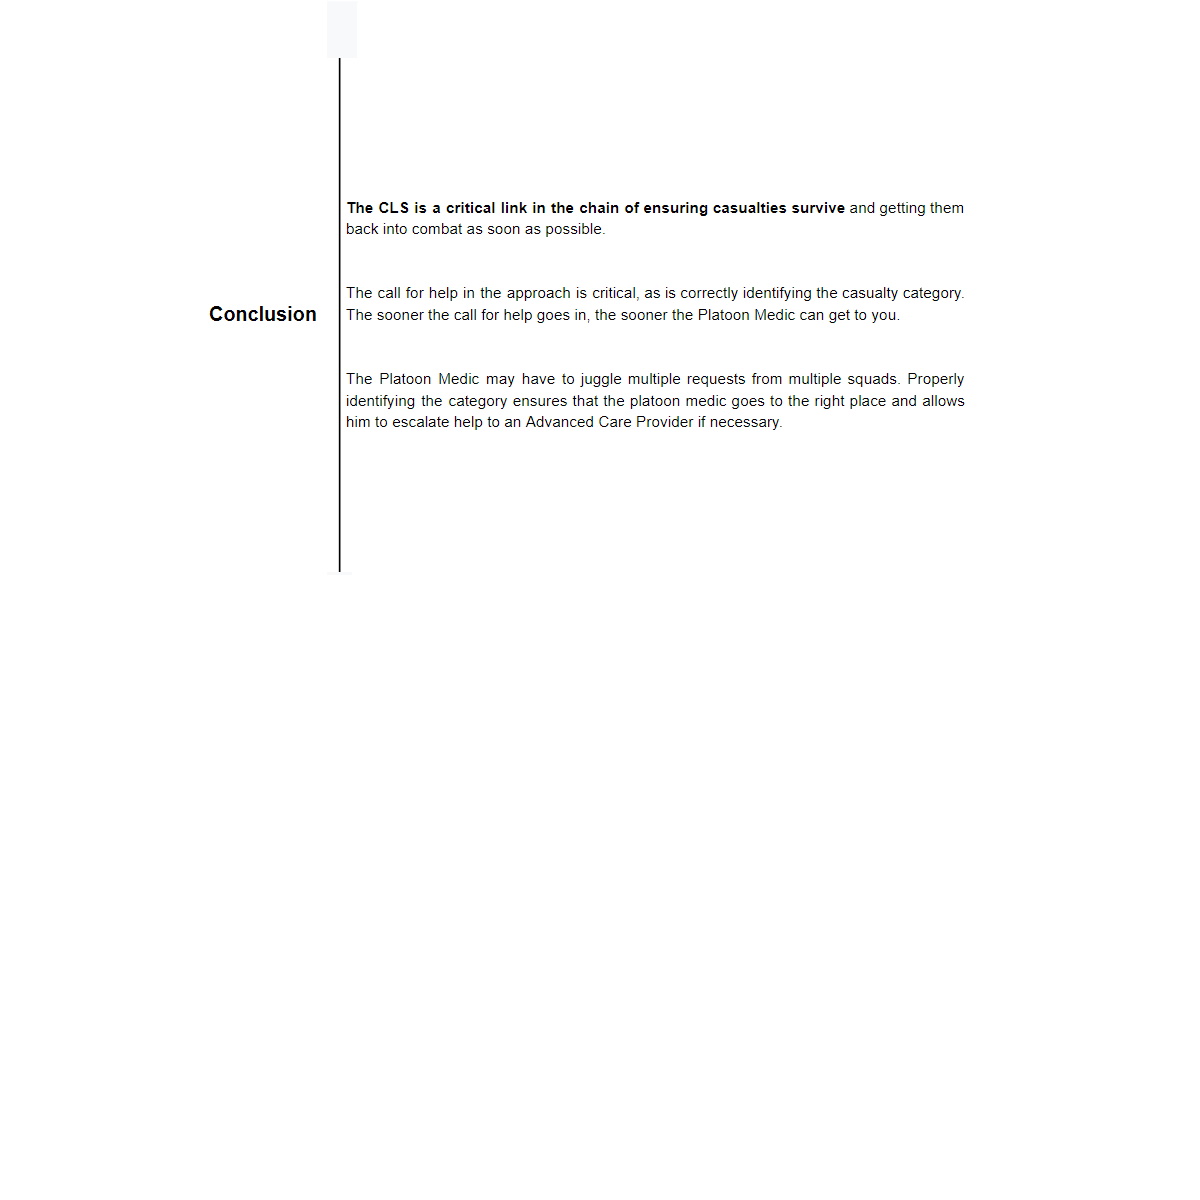 The CLS is a critical link in the chain of ensuring casualties survive and getting them
back into combat as soon as possible.
The call for help in the approach is critical, as is correctly identifying the casualty category.
Conclusion
The sooner the call for help goes in, the sooner the Platoon Medic can get to you.
The Platoon Medic may have to juggle multiple requests from multiple squads. Properly
identifying the category ensures that the platoon medic goes to the right place and allows
him to escalate help to an Advanced Care Provider if necessary.